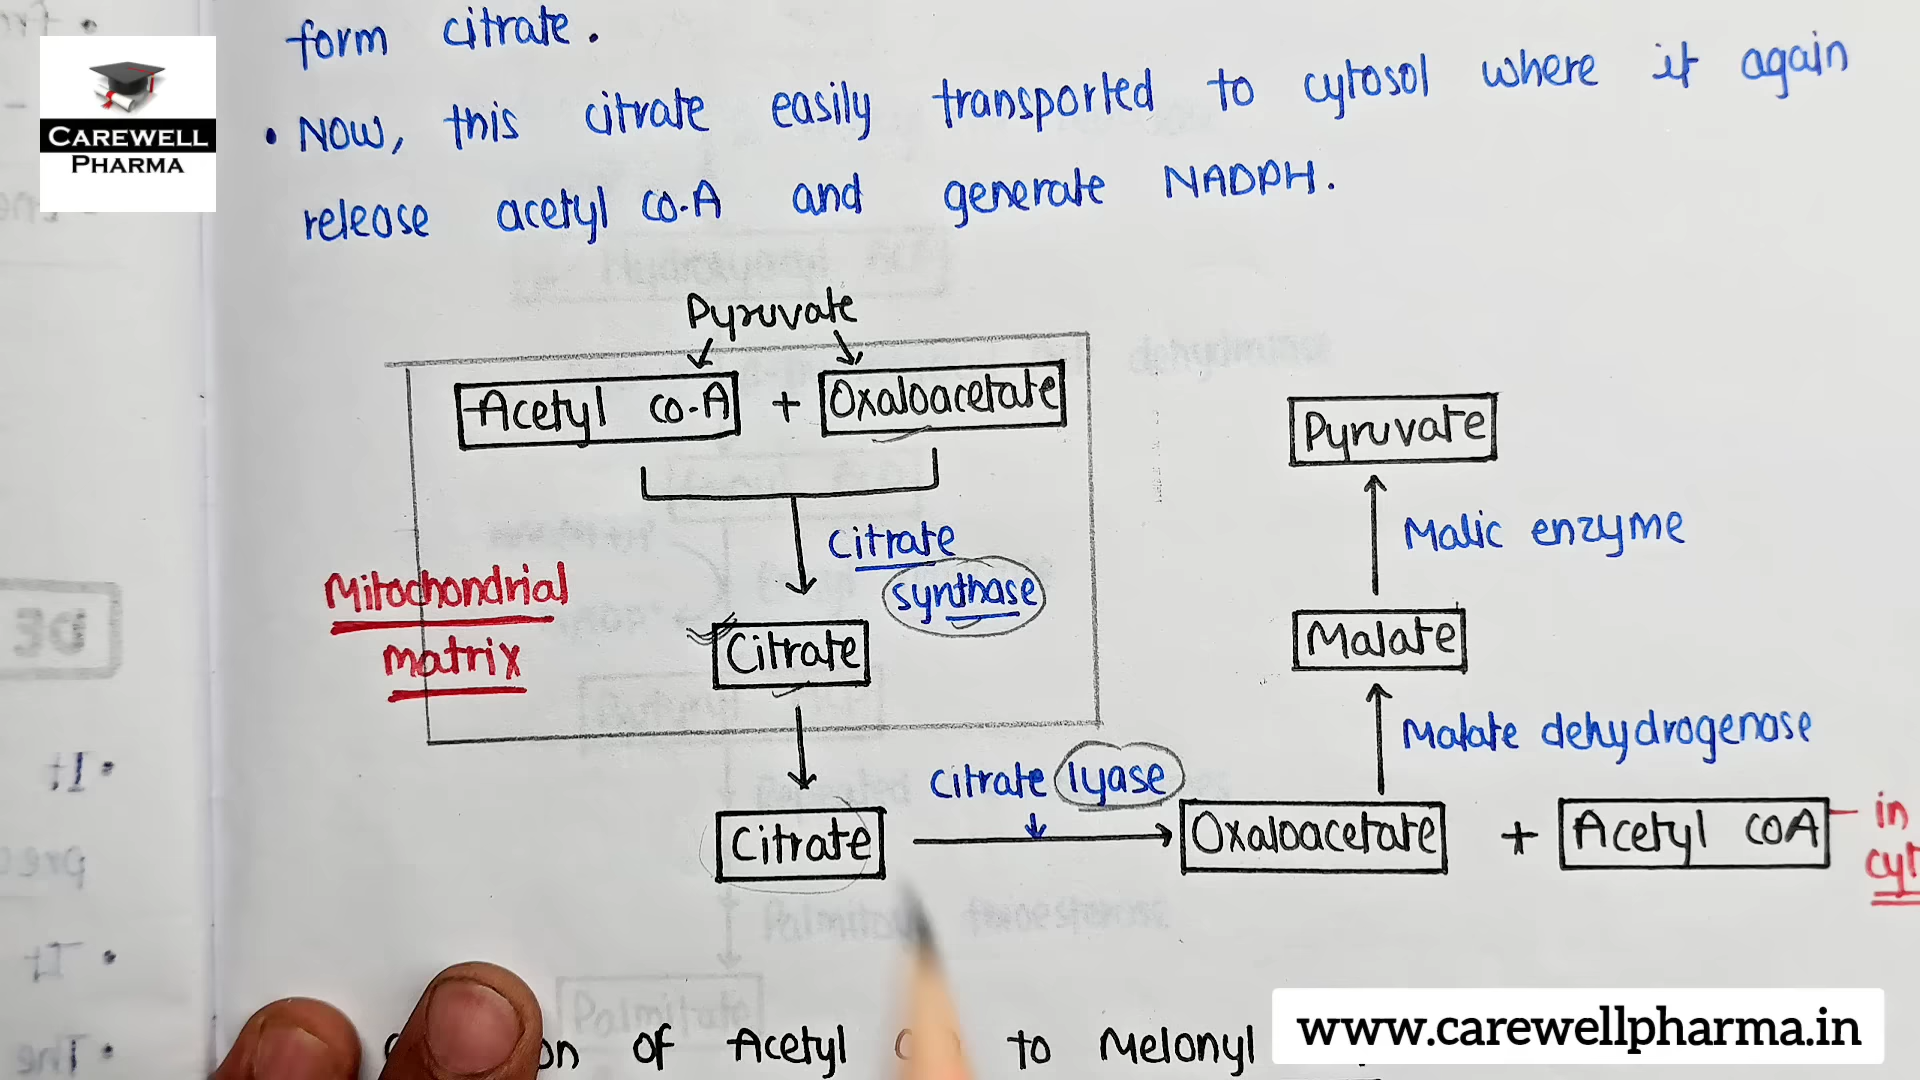 form citrate.
• Now, this citrate easily transported to cytosol where it again
release acetyl co-A and generate NADPH.
CAREWELL
PHARMA
Pyruvate
Acetyl co-A + Oxaloacetate
Citrate
synthase
Mitochondrial
matrix
Citrate
Citrate
citrate lyase
Oxaloacetate + Acetyl COA
in
Pyruvate
Malic enzyme
Malate
Malate dehydrogenase
of Acetyl to Melonyl
www.carewellpharma.in